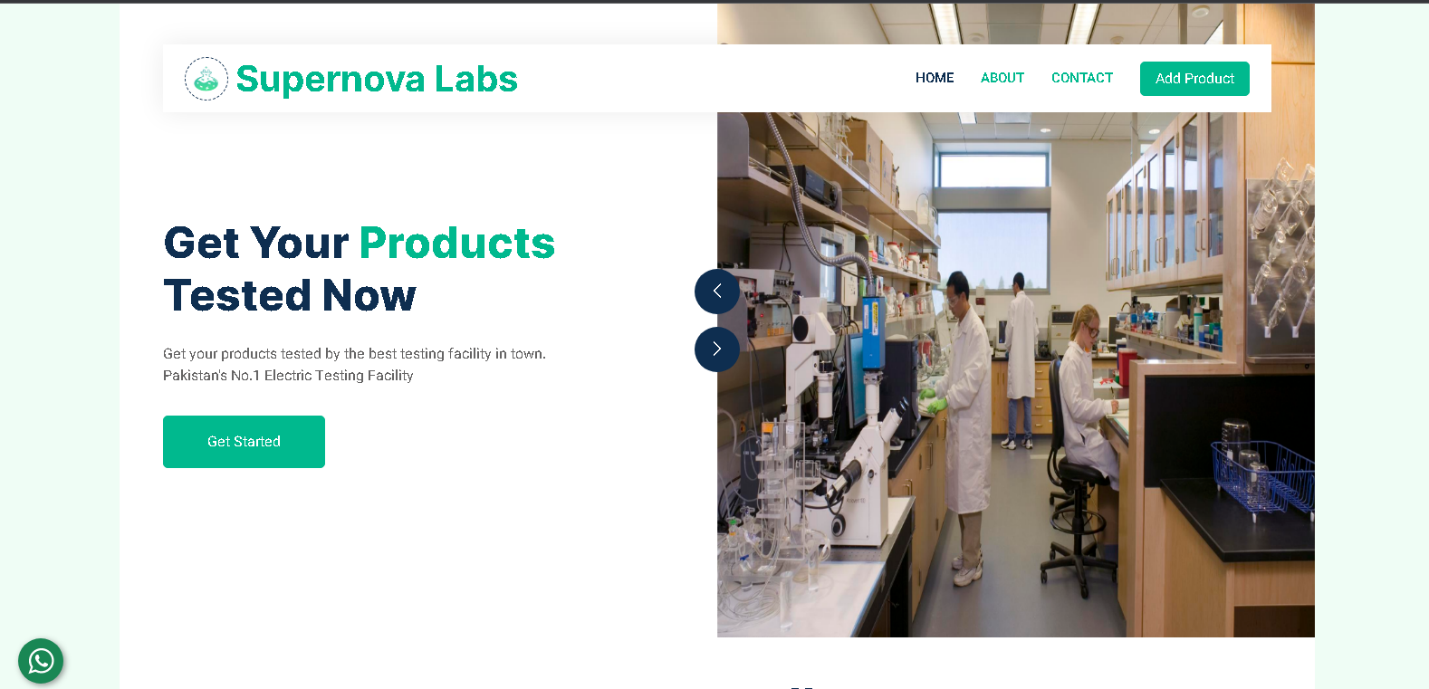 Supernova Labs
HOME
ABOUT
CONTACT
Add Product
Get Your Products
Tested Now
Get your products tested by the best testing facility in town.
Pakistan's No.1 Electric Testing Facility
Get Started